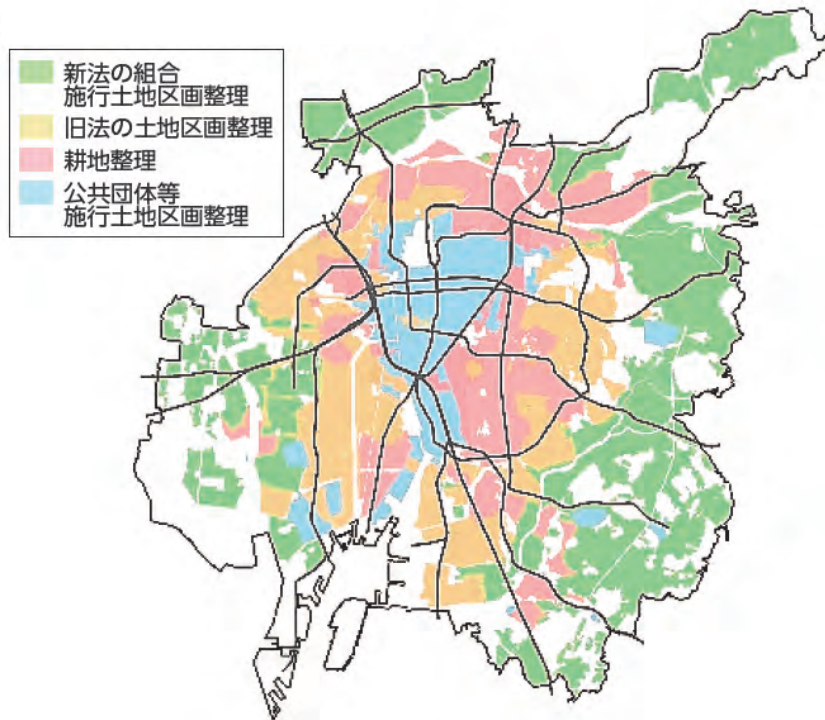 新法の組合
施行土地区画整理
旧法の土地区画整理
耕地整理
公共団体等
施行土地区画整理